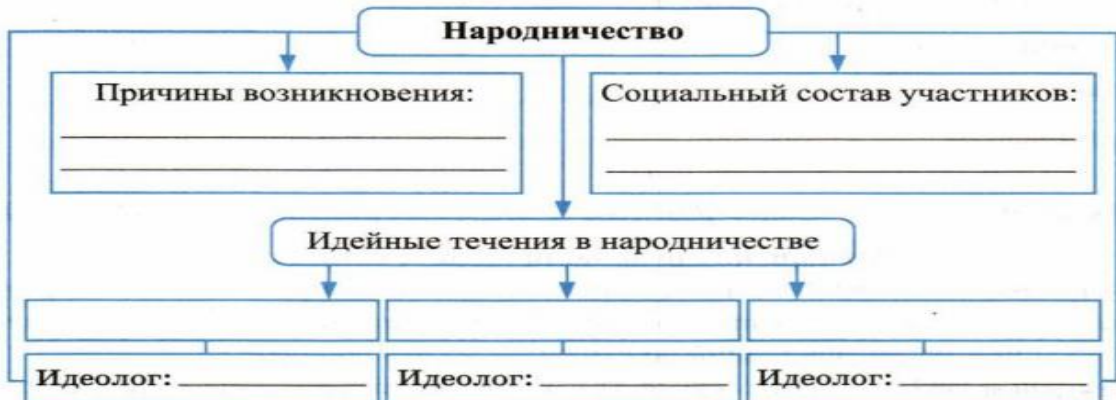 Народничество
Причины возникновения:
Социальный состав участников:
Идейные течения в народничестве
Идеолог:
Идеолог:
Идеолог: